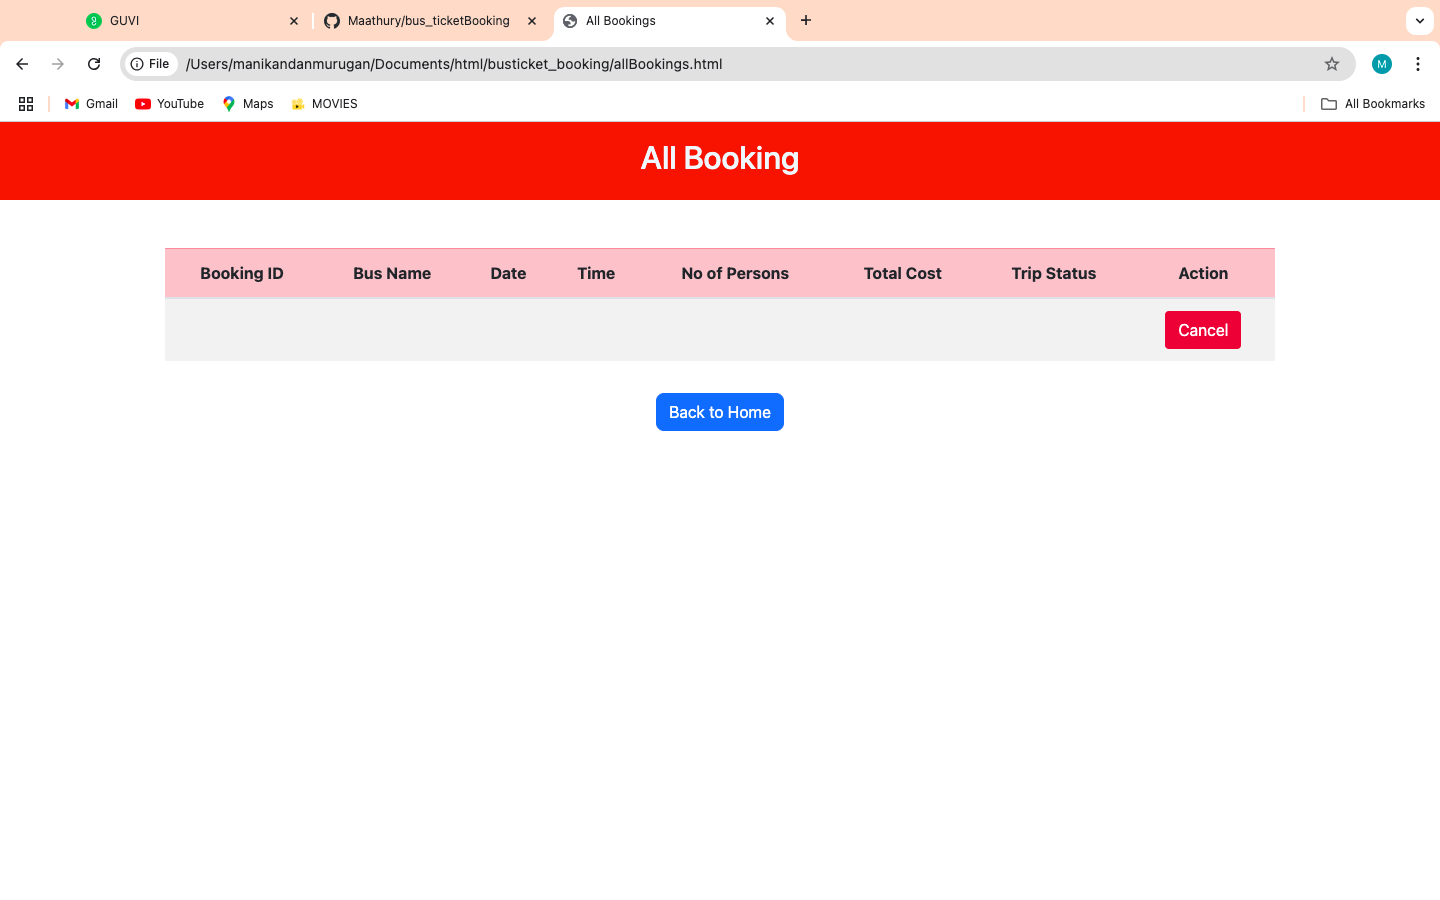 GUVI
Maathury/bus_ticketBooking
All Bookings
File
/Users/manikandanmurugan/Documents/html/busticket_booking/allBookings.html
M
Gmail
YouTube
Maps
MOVIES
All Bookmarks
All Booking
Booking ID Bus Name Date Time No of Persons Total Cost Trip Status Action
Cancel
Back to Home